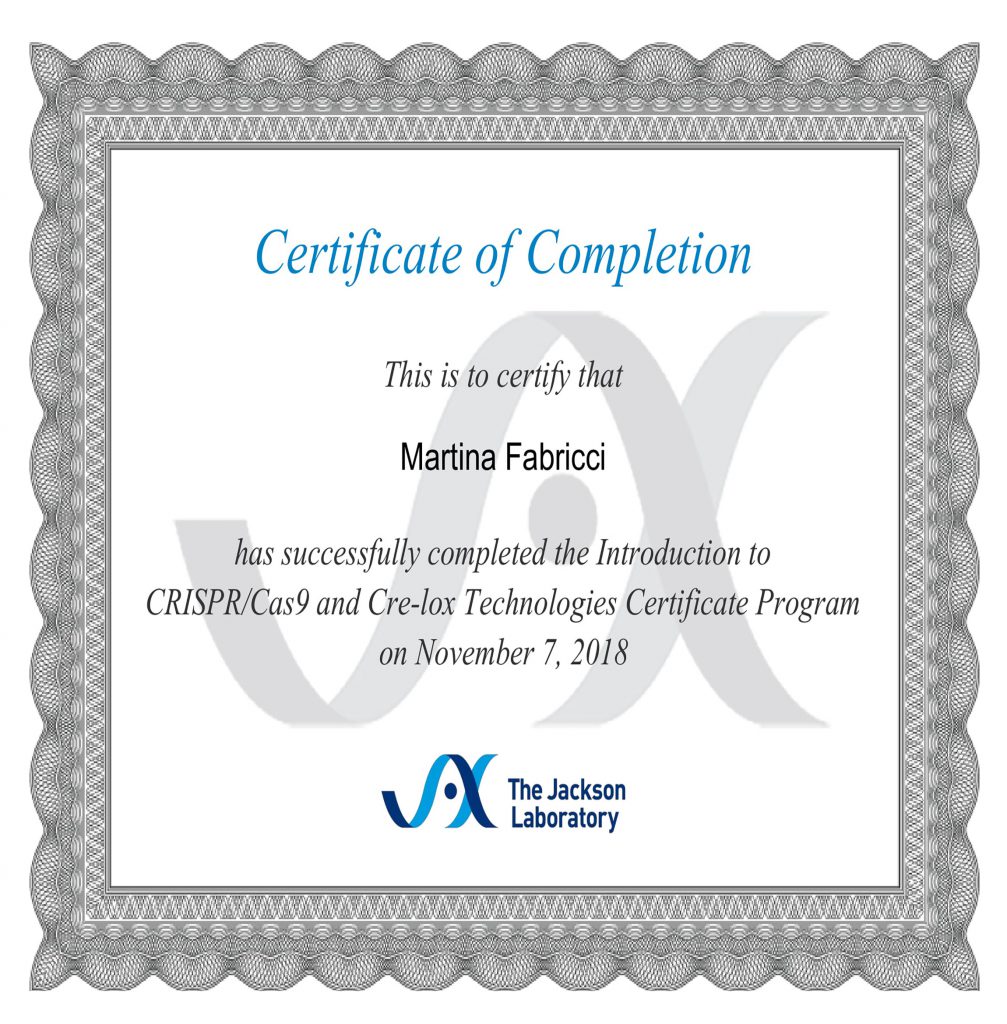 Certificate of Completion
This is to certify that
Martina Fabricci
has successfully completed the Introduction to
CRISPR/Cas9 and Cre-lox Technologies Certificate Program
on November 7, 2018
The Jackson
Laboratory